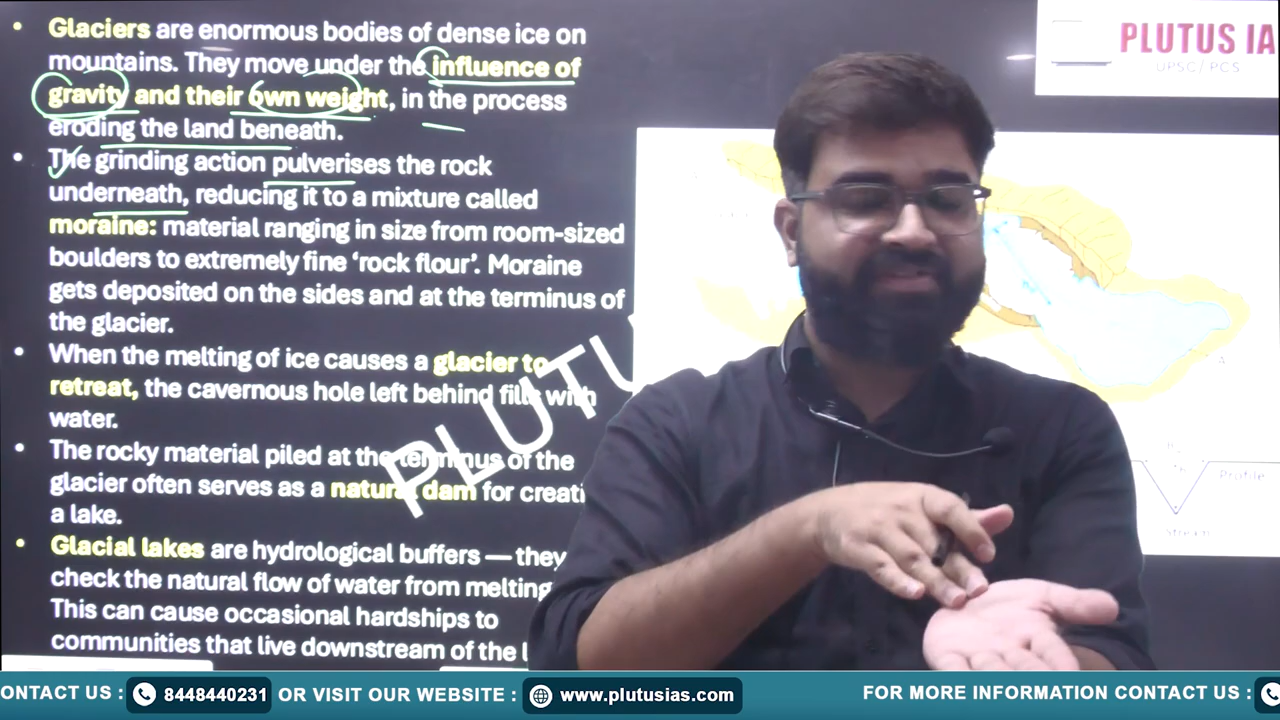 • Glaciers are enormous bodies of dense ice on
mountains. They move under the influence of
gravity and their own weight, in the process
eroding the land beneath.
• The grinding action pulverises the rock
underneath, reducing it to a mixture called
moraine: material ranging in size from room-sized
boulders to extremely fine ‘rock flour’. Moraine
gets deposited on the sides and at the terminus of
the glacier.
• When the melting of ice causes a glacier to
retreat, the cavernous hole left behind fills with
water.
• The rocky material piled at the terminus of the
glacier often serves as a natural dam for creati
a lake.
• Glacial lakes are hydrological buffers — they
check the natural flow of water from melting
This can cause occasional hardships to
communities that live downstream of the l
PLUTU
PLUTUS IA
UPSC/ PCS
Profile
Stream
ONTACT US :
8448440231
OR VISIT OUR WEBSITE :
www.plutusias.com
FOR MORE INFORMATION CONTACT US :